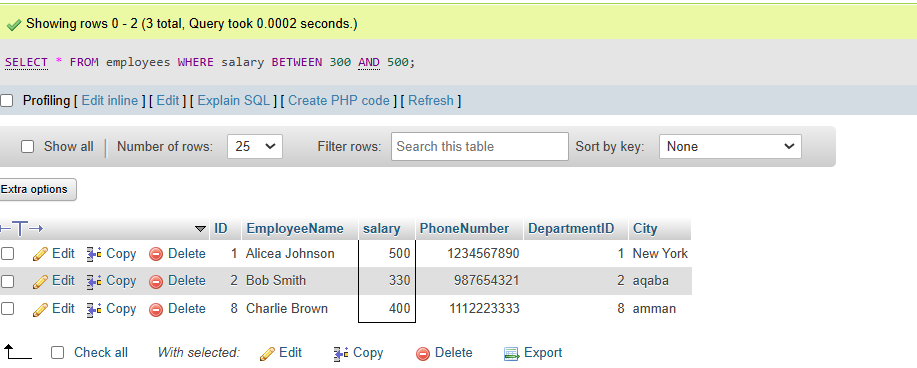 Showing rows 0 - 2 (3 total, Query took 0.0002 seconds.)
SELECT * FROM employees WHERE salary BETWEEN 300 AND 500;
Profiling [ Edit inline ] [ Edit ] [ Explain SQL ] [ Create PHP code ] [ Refresh ]
Show all | Number of rows: 25 Filter rows: Search this table Sort by key: None
Extra options
ID EmployeeName salary PhoneNumber DepartmentID City
Edit Copy Delete 1 Alicea Johnson 500 1234567890 1 New York
Edit Copy Delete 2 Bob Smith 330 987654321 2 aqaba
Edit Copy Delete 8 Charlie Brown 400 1112223333 8 amman
Check all With selected: Edit Copy Delete Export